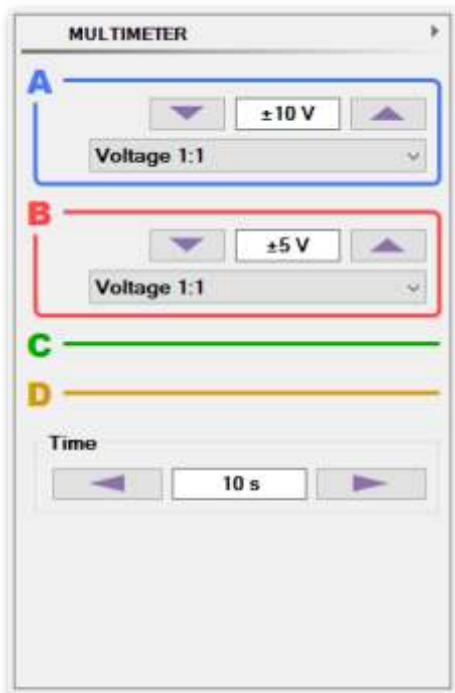 MULTIMETER
A
±10 V
Voltage 1:1
B
±5 V
Voltage 1:1
C
D
Time
10 s